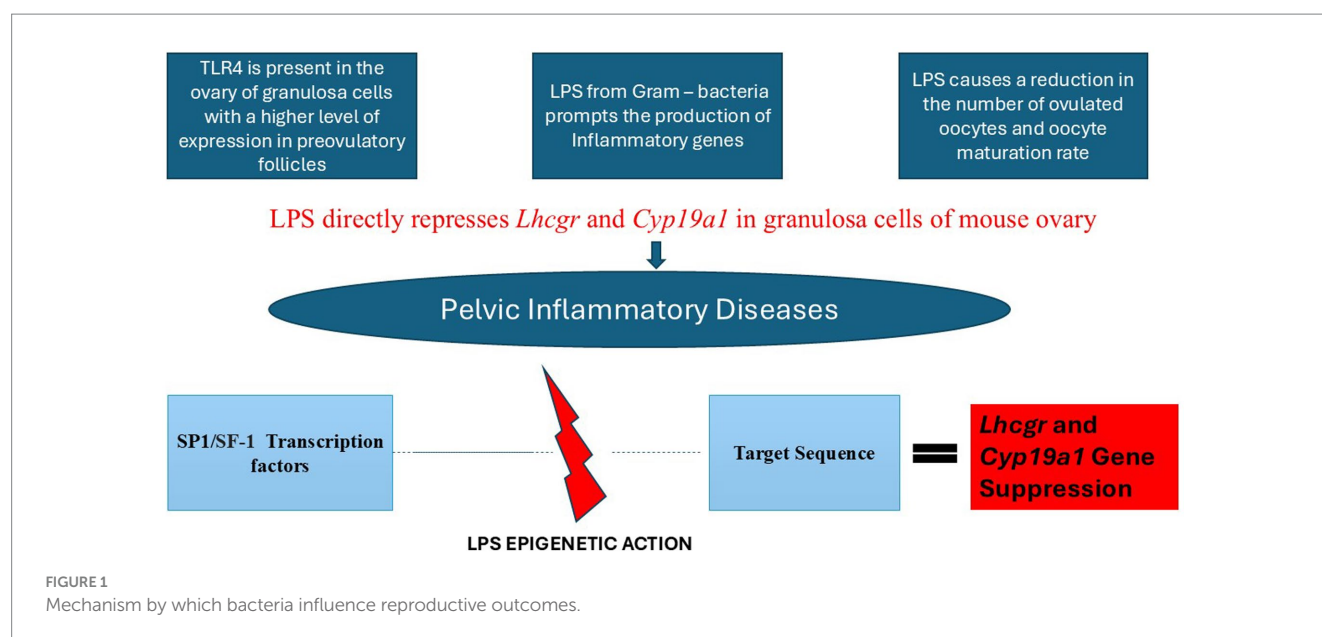 TLR4 is present in the
ovary of granulosa cells
with a higher level of
expression in preovulatory
follicles
LPS from Gram – bacteria
prompts the production of
Inflammatory genes
LPS causes a reduction in
the number of ovulated
oocytes and oocyte
maturation rate
LPS directly represses Lhcgr and Cyp19a1 in granulosa cells of mouse ovary
Pelvic Inflammatory Diseases
SP1/SF-1 Transcription
factors
Target Sequence
Lhcgr and
Cyp19a1 Gene
Suppression
LPS EPIGENETIC ACTION
FIGURE 1
Mechanism by which bacteria influence reproductive outcomes.